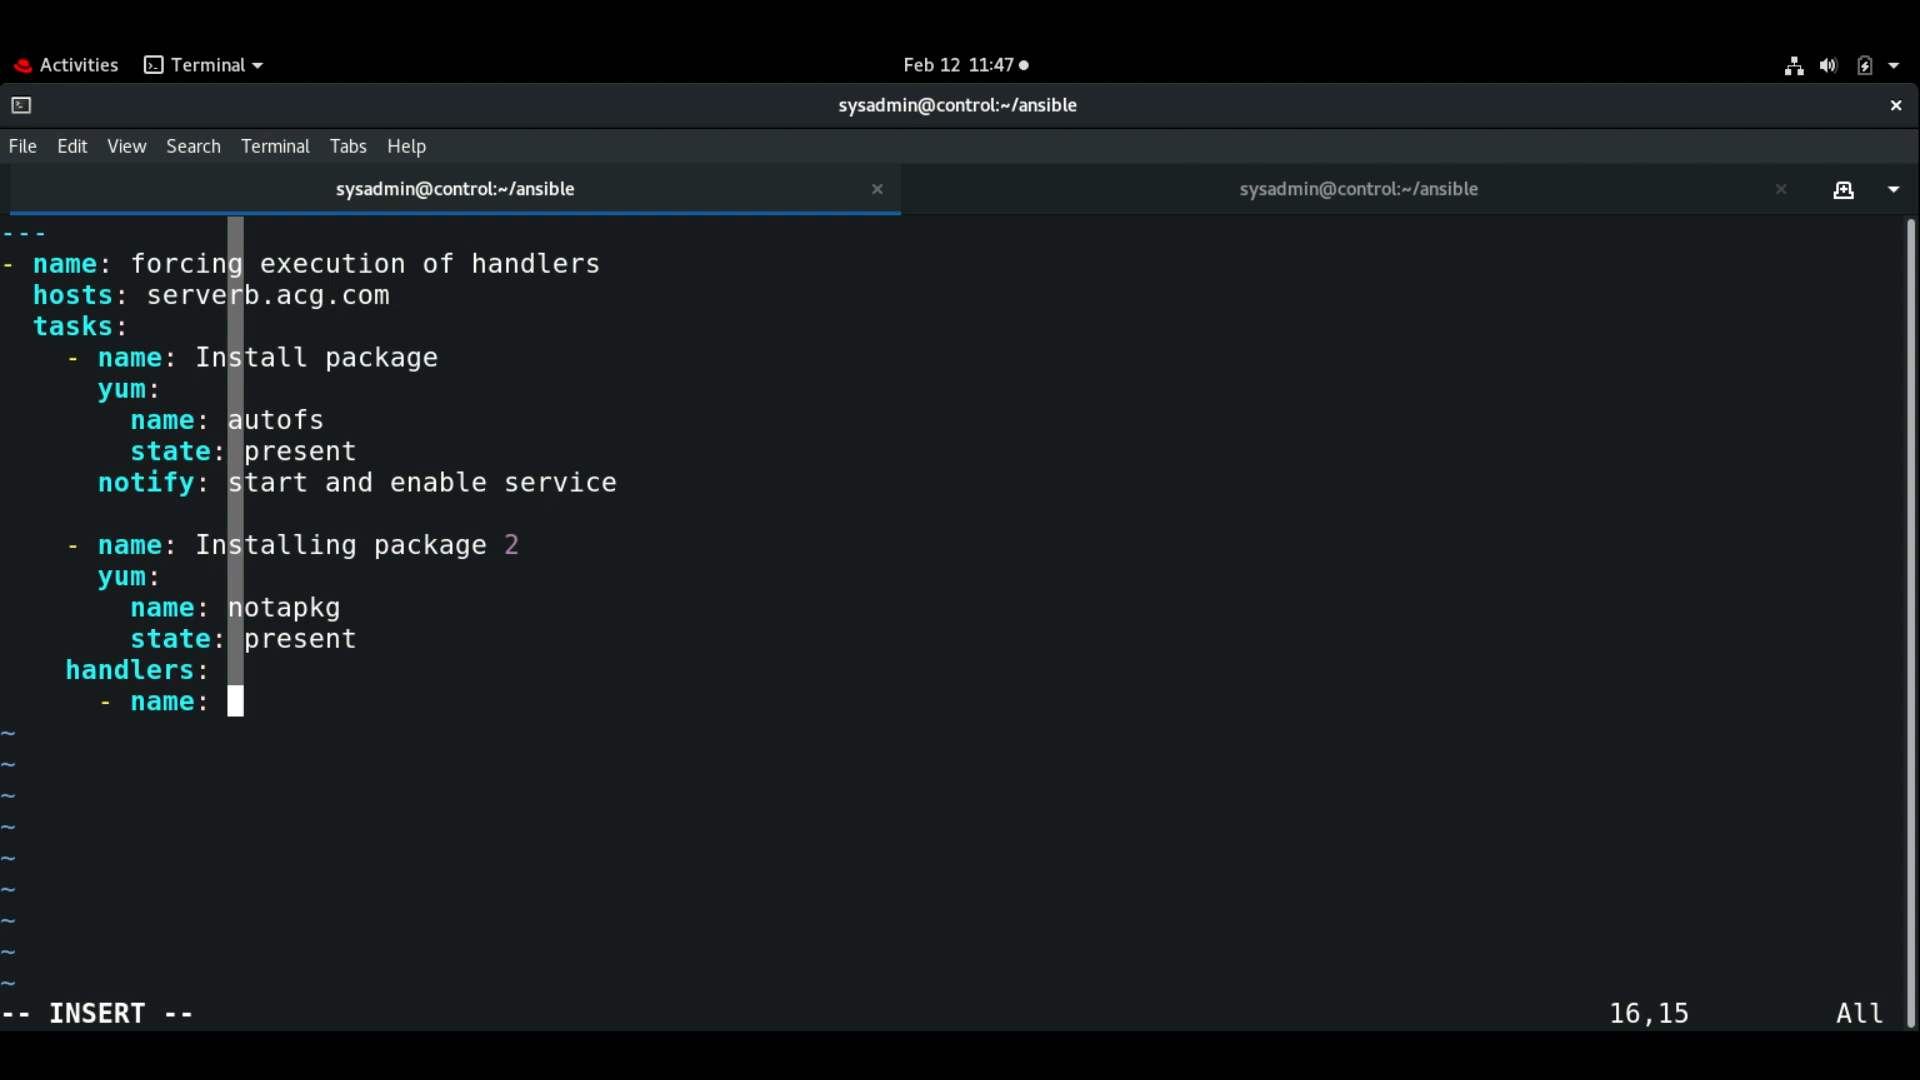 Activities Terminal Feb 12 11:47
sysadmin@control:~/ansible
File Edit View Search Terminal Tabs Help
sysadmin@control:~/ansible sysadmin@control:~/ansible
---
- name: forcing execution of handlers
  hosts: serverb.acg.com
  tasks:
    - name: Install package
      yum:
        name: autofs
        state: present
      notify: start and enable service

    - name: Installing package 2
      yum:
        name: notapkg
        state: present
    handlers:
      - name:
~
~
~
~
~
~
~
~
~
-- INSERT -- 16,15 All